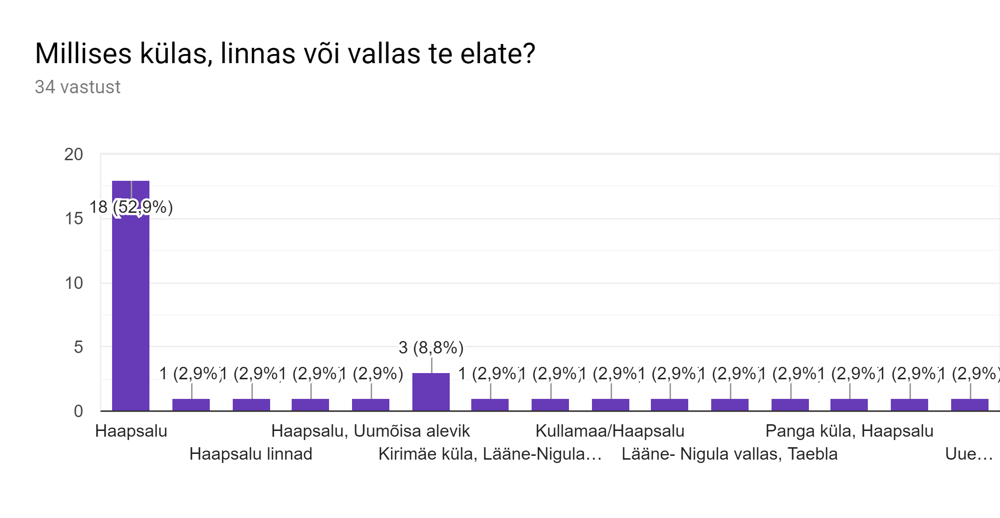 Millises külas, linnas või vallas te elate?
34 vastust
20
15
10
5
0
18 (52,9%)
1 (2,9%)
1 (2,9%)
1 (2,9%)
1 (2,9%)
3 (8,8%)
1 (2,9%)
1 (2,9%)
1 (2,9%)
1 (2,9%)
1 (2,9%)
1 (2,9%)
1 (2,9%)
1 (2,9%)
1 (2,9%)
Haapsalu
Haapsalu, Uumõisa alevik
Kullamaa/Haapsalu
Panga küla, Haapsalu
Haapsalu linnad
Kirimäe küla, Lääne-Nigula…
Lääne- Nigula vallas, Taebla
Uue…